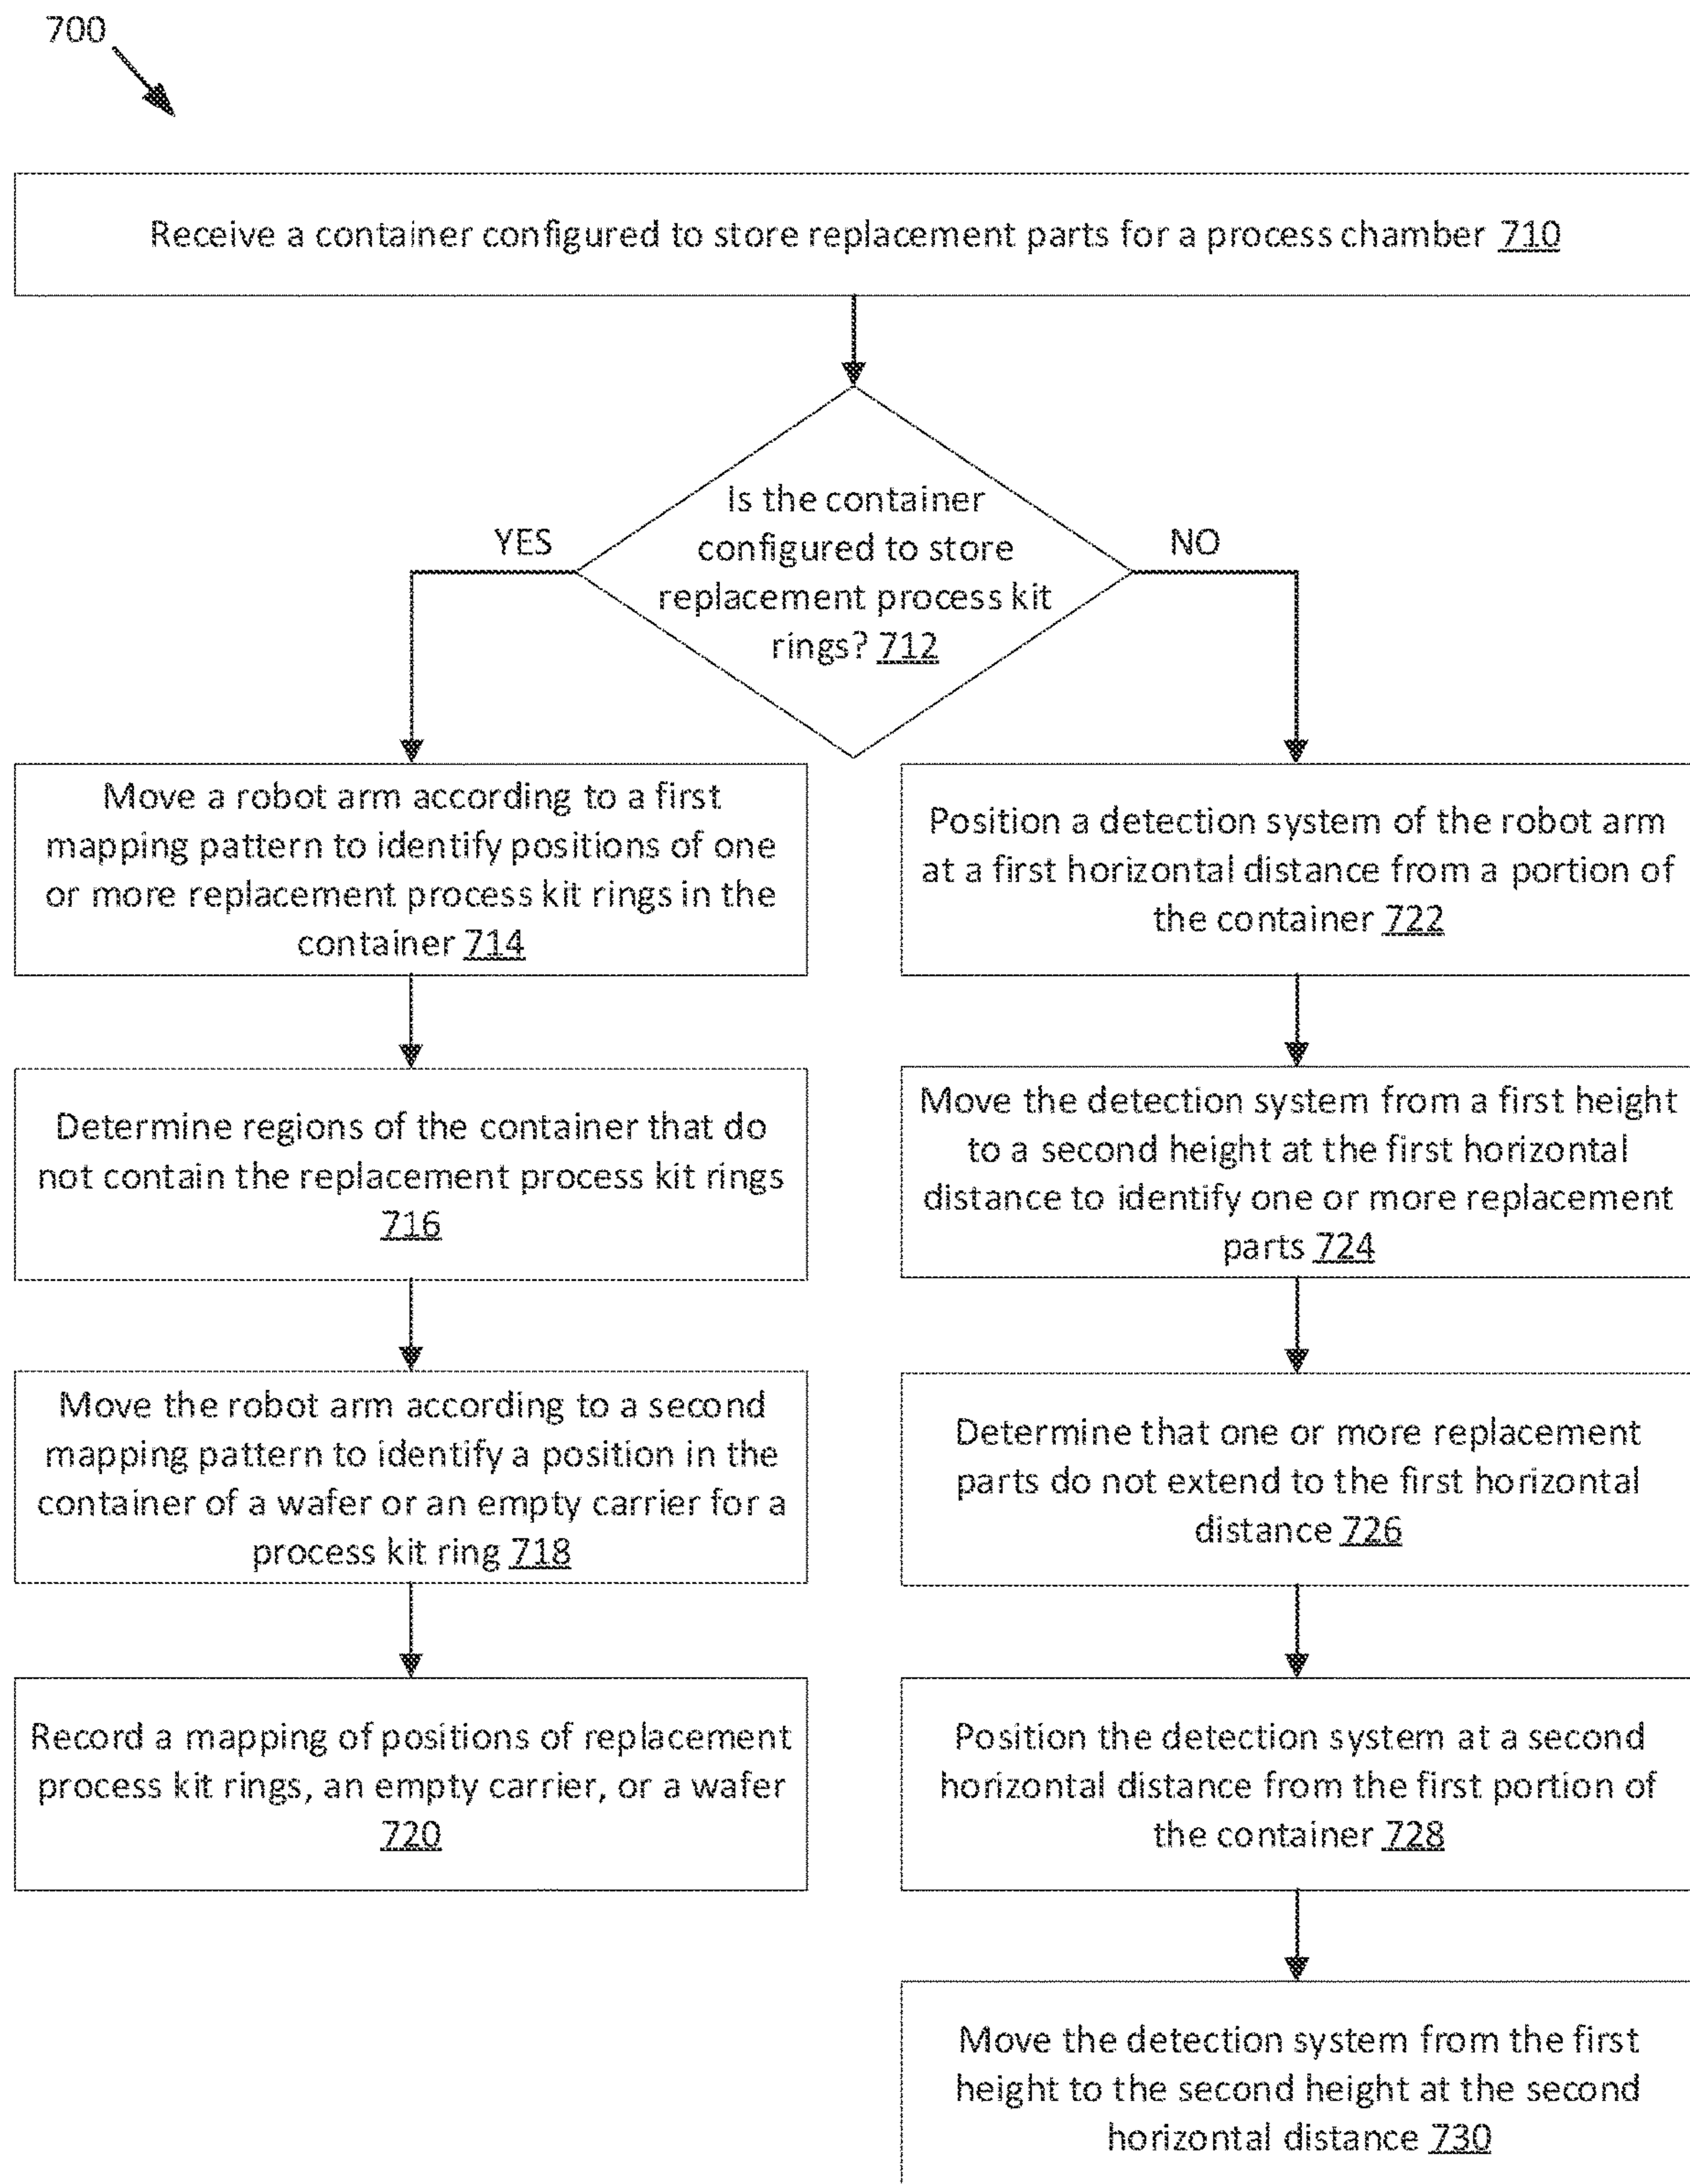 700
Receive a container configured to store replacement parts for a process chamber 710
Is the container
configured to store
replacement process kit
rings? 712
YES
NO
Move a robot arm according to a first
mapping pattern to identify positions of one
or more replacement process kit rings in the
container 714
Determine regions of the container that do
not contain the replacement process kit rings
716
Move the robot arm according to a second
mapping pattern to identify a position in the
container of a wafer or an empty carrier for a
process kit ring 718
Record a mapping of positions of replacement
process kit rings, an empty carrier, or a wafer
720
Position a detection system of the robot arm
at a first horizontal distance from a portion of
the container 722
Move the detection system from a first height
to a second height at the first horizontal
distance to identify one or more replacement
parts 724
Determine that one or more replacement
parts do not extend to the first horizontal
distance 726
Position the detection system at a second
horizontal distance from the first portion of
the container 728
Move the detection system from the first
height to the second height at the second
horizontal distance 730